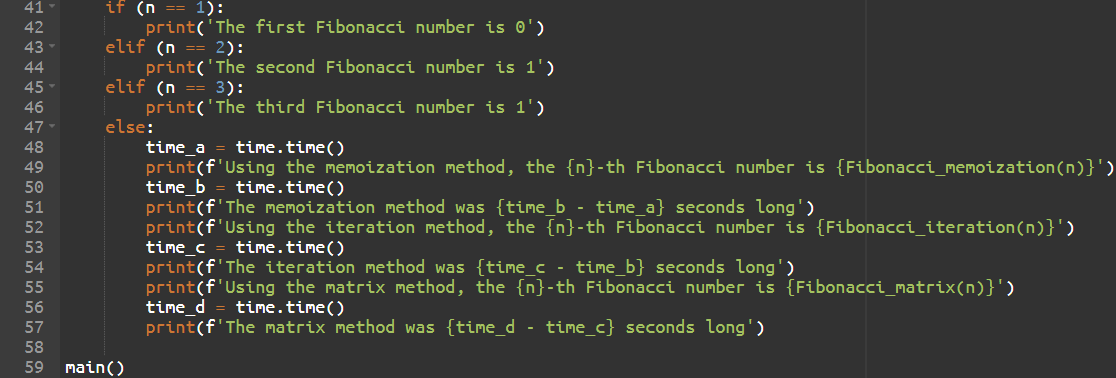 41 if (n == 1):
42 print('The first Fibonacci number is 0')
43 elif (n == 2):
44 print('The second Fibonacci number is 1')
45 elif (n == 3):
46 print('The third Fibonacci number is 1')
47 else:
48 time_a = time.time()
49 print(f'Using the memoization method, the {n}-th Fibonacci number is {Fibonacci_memoization(n)}')
50 time_b = time.time()
51 print(f'The memoization method was {time_b - time_a} seconds long')
52 print(f'Using the iteration method, the {n}-th Fibonacci number is {Fibonacci_iteration(n)}')
53 time_c = time.time()
54 print(f'The iteration method was {time_c - time_b} seconds long')
55 print(f'Using the matrix method, the {n}-th Fibonacci number is {Fibonacci_matrix(n)}')
56 time_d = time.time()
57 print(f'The matrix method was {time_d - time_c} seconds long')
58
59 main()